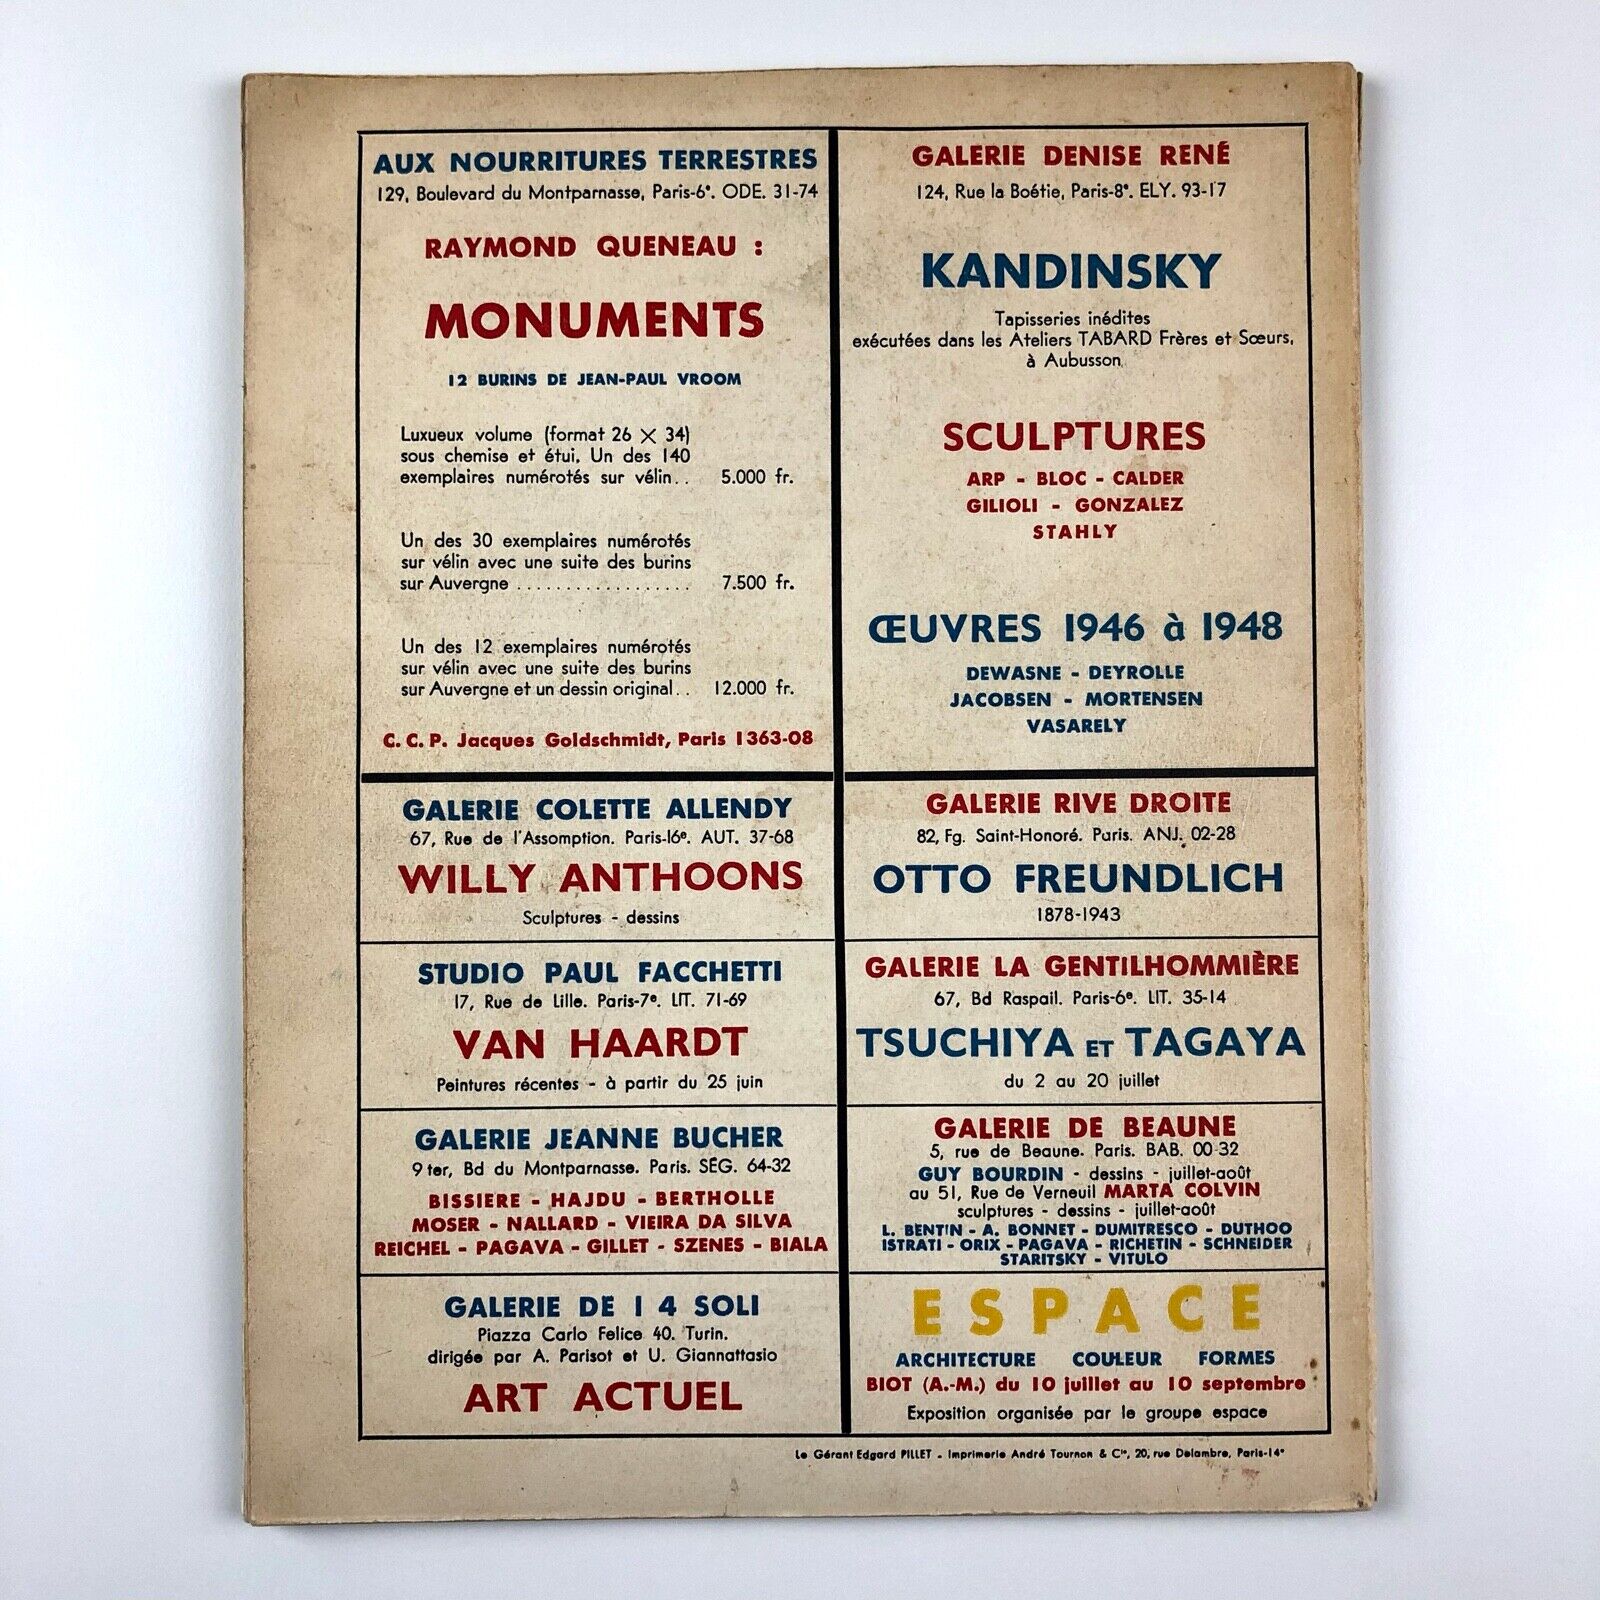 AUX NOURRITURES TERRESTRES
129, Boulevard du Montparnasse, Paris-6e. ODE. 31-74
RAYMOND QUENEAU :
MONUMENTS
12 BURINS DE JEAN-PAUL VROOM
Luxueux volume (format 26 × 34)
sous chemise et étui. Un des 140
exemplaires numérotés sur vélin.. 5.000 fr.
Un des 30 exemplaires numérotés
sur vélin avec une suite des burins
sur Auvergne .................. 7.500 fr.
Un des 12 exemplaires numérotés
sur vélin avec une suite des burins
sur Auvergne et un dessin original.. 12.000 fr.
C. C. P. Jacques Goldschmidt, Paris 1363-08
GALERIE DENISE RENÉ
124, Rue la Boétie, Paris-8e. ELY. 93-17
KANDINSKY
Tapisseries inédites
exécutées dans les Ateliers TABARD Frères et Sœurs,
à Aubusson
SCULPTURES
ARP - BLOC - CALDER
GILIOLI - GONZALEZ
STAHLY
ŒUVRES 1946 à 1948
DEWASNE - DEYROLLE
JACOBSEN - MORTENSEN
VASARELY
GALERIE COLETTE ALLENDY
67, Rue de l'Assomption. Paris-16e. AUT. 37-68
WILLY ANTHOONS
Sculptures - dessins
GALERIE RIVE DROITE
82, Fg. Saint-Honoré. Paris. ANJ. 02-28
OTTO FREUNDLICH
1878-1943
STUDIO PAUL FACCHETTI
17, Rue de Lille. Paris-7e. LIT. 71-69
VAN HAARDT
Peintures récentes - à partir du 25 juin
GALERIE LA GENTILHOMMIÈRE
67, Bd Raspail. Paris-6e. LIT. 35-14
TSUCHIYA ET TAGAYA
du 2 au 20 juillet
GALERIE JEANNE BUCHER
9 ter, Bd du Montparnasse. Paris. SÉG. 64-32
BISSIERE - HAJDU - BERTHOLLE
MOSER - NALLARD - VIEIRA DA SILVA
REICHEL - PAGAVA - GILLET - SZENES - BIALA
GALERIE DE BEAUNE
5, rue de Beaune. Paris. BAB. 00-32
GUY BOURDIN - dessins - juillet-août
au 51, Rue de Verneuil MARTA COLVIN
sculptures - dessins - juillet-août
L. BENTIN - A. BONNET - DUMITRESCO - DUTHOO
ISTRATI - ORIX - PAGAVA - RICHETIN - SCHNEIDER
STARITSKY - VITULO
GALERIE DE I 4 SOLI
Piazza Carlo Felice 40. Turin.
dirigée par A. Parisot et U. Giannattasio
ART ACTUEL
ESPACE
ARCHITECTURE COULEUR FORMES
BIOT (A.-M.) du 10 juillet au 10 septembre
Exposition organisée par le groupe espace
Le Gérant Edgard PILLET - Imprimerie André Tournon & Cie, 20, rue Delambre, Paris-14e